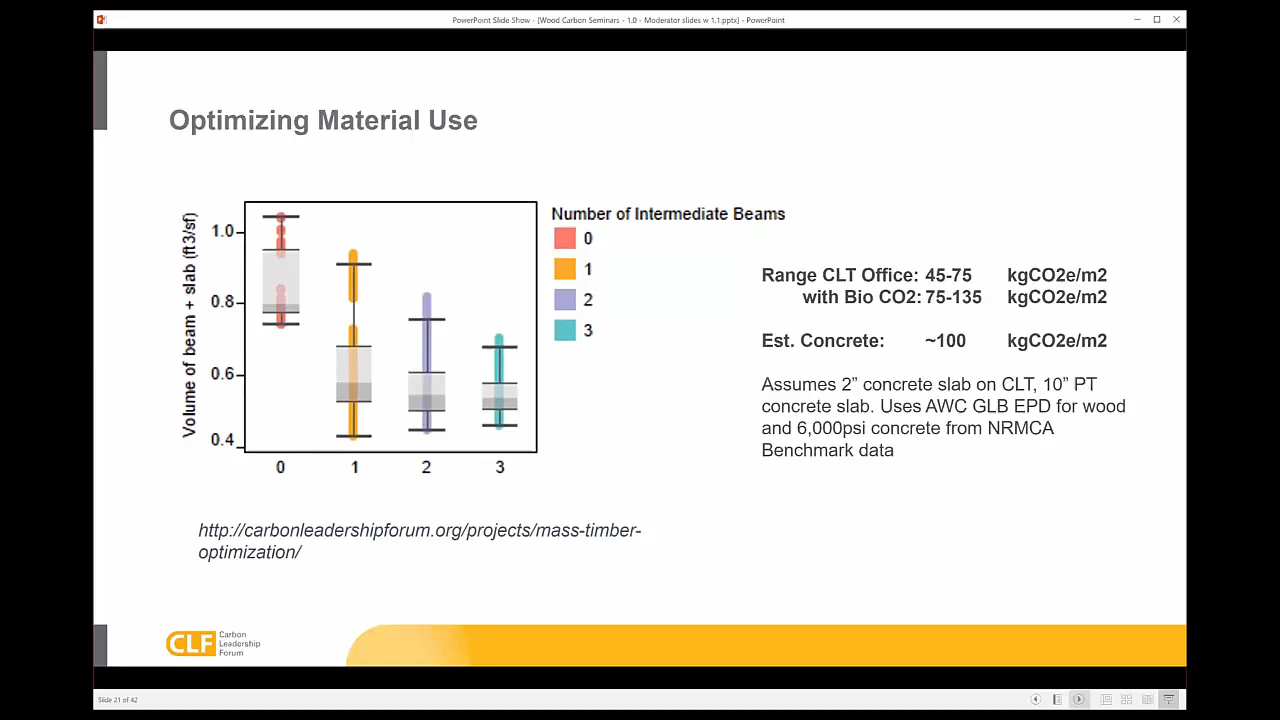 PowerPoint Slide Show - [Wood Carbon Seminars - 1.0 - Moderator slides w 1.1.pptx] - PowerPoint
Optimizing Material Use
Volume of beam + slab (ft3/sf)
1.0
0.8
0.6
0.4
0 1 2 3
Number of Intermediate Beams
0
1
2
3
Range CLT Office: 45-75 kgCO2e/m2
with Bio CO2: 75-135 kgCO2e/m2
Est. Concrete: ~100 kgCO2e/m2
Assumes 2” concrete slab on CLT, 10” PT
concrete slab. Uses AWC GLB EPD for wood
and 6,000psi concrete from NRMCA
Benchmark data
http://carbonleadershipforum.org/projects/mass-timber-
optimization/
CLF
Carbon
Leadership
Forum
Slide 21 of 42